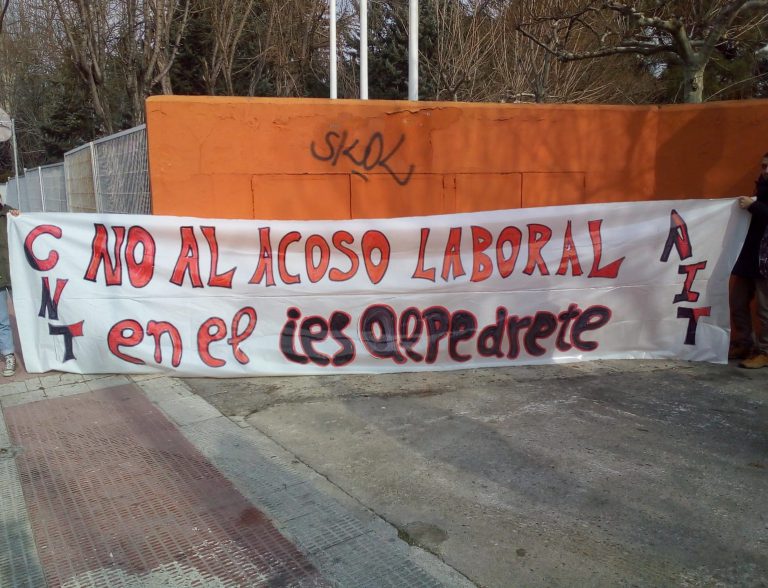 SKOL
CNT
NO AL ACOSO LABORAL
en el ies alpedrete
AIT